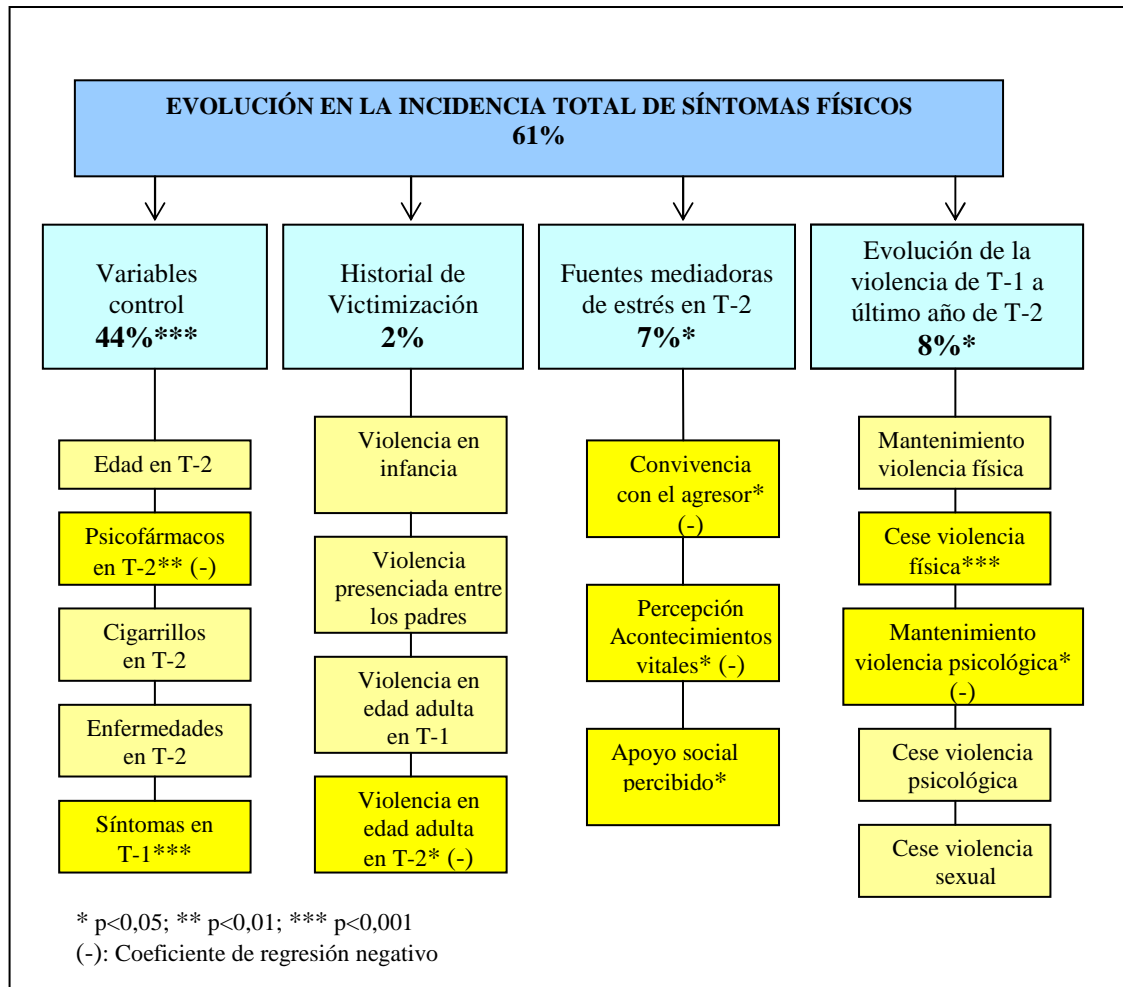 EVOLUCIÓN EN LA INCIDENCIA TOTAL DE SÍNTOMAS FÍSICOS
61%
Variables
control
44%***
Edad en T-2
Psicofármacos
en T-2** (-)
Cigarrillos
en T-2
Enfermedades
en T-2
Síntomas en
T-1***
Historial de
Victimización
2%
Violencia en
infancia
Violencia
presenciada entre
los padres
Violencia en
edad adulta
en T-1
Violencia en
edad adulta
en T-2* (-)
Fuentes mediadoras
de estrés en T-2
7%*
Convivencia
con el agresor*
(-)
Percepción
Acontecimientos
vitales* (-)
Apoyo social
percibido*
Evolución de la
violencia de T-1 a
último año de T-2
8%*
Mantenimiento
violencia física
Cese violencia
física***
Mantenimiento
violencia psicológica*
(-)
Cese violencia
psicológica
Cese violencia
sexual
* p<0,05; ** p<0,01; *** p<0,001
(-): Coeficiente de regresión negativo